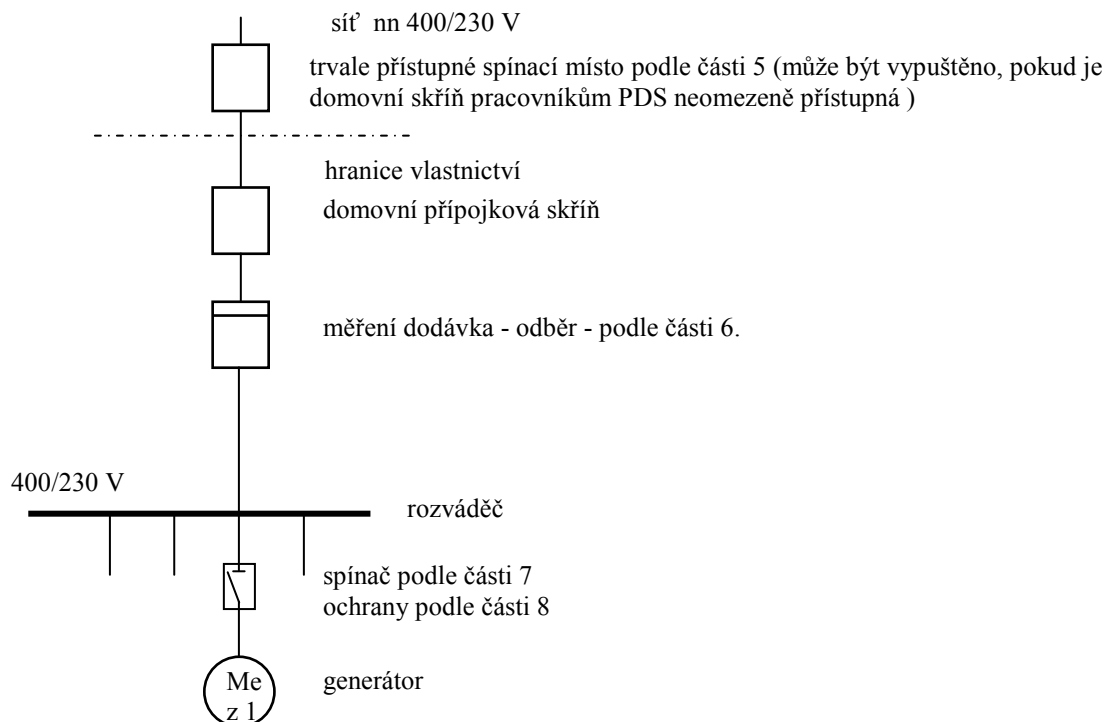 síť nn 400/230 V
trvale přístupné spínací místo podle části 5 (může být vypuštěno, pokud je
domovní skříň pracovníkům PDS neomezeně přístupná )
hranice vlastnictví
domovní přípojková skříň
měření dodávka - odběr - podle části 6.
400/230 V
rozváděč
spínač podle části 7
ochrany podle části 8
Me
z 1
generátor